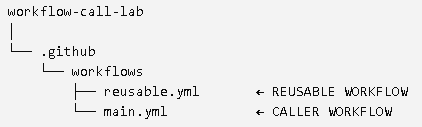 workflow-call-lab
│
└── .github
    └── workflows
        ├── reusable.yml      ← REUSABLE WORKFLOW
        └── main.yml          ← CALLER WORKFLOW